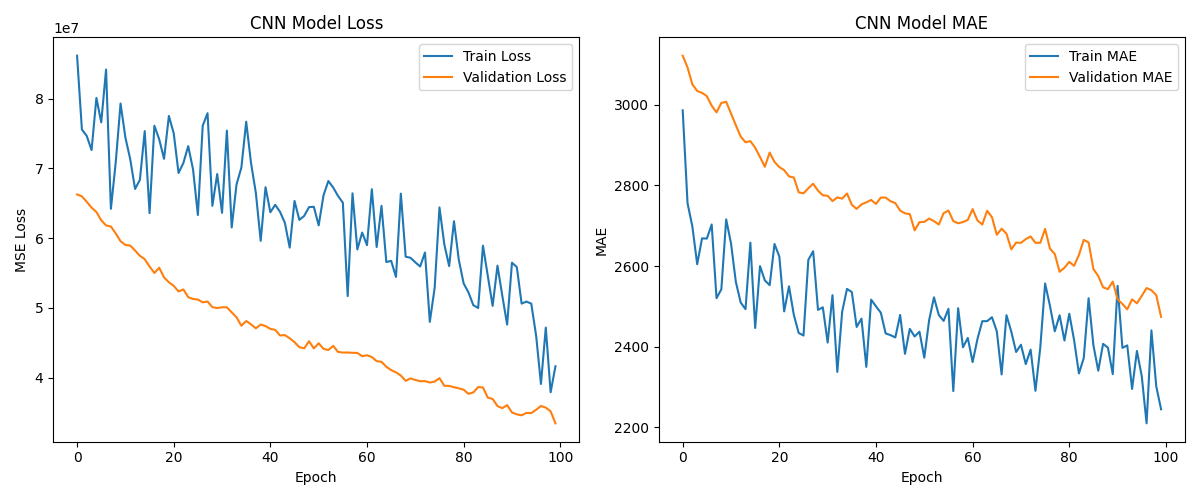 CNN Model Loss
1e7
Train Loss
Validation Loss
8
7
6
5
4
MSE Loss
0 20 40 60 80 100
Epoch
CNN Model MAE
Train MAE
Validation MAE
3000
2800
2600
2400
2200
MAE
0 20 40 60 80 100
Epoch